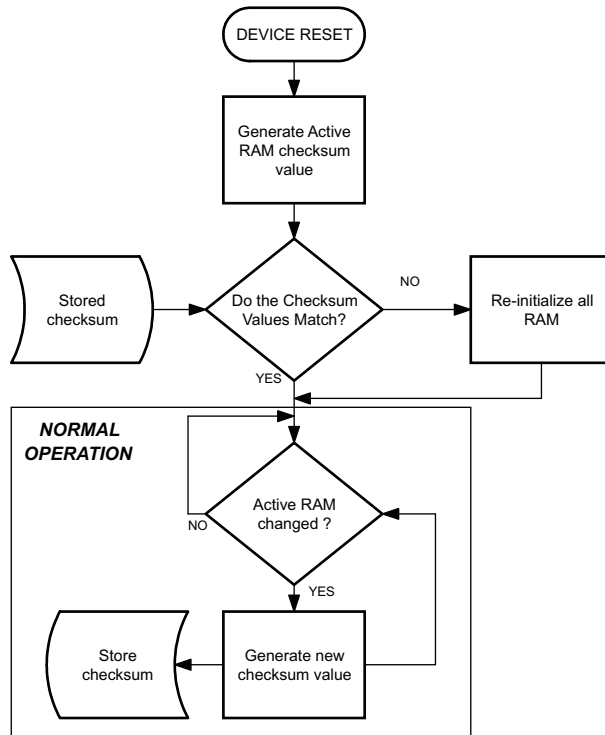 DEVICE RESET
Generate Active
RAM checksum
value
Stored
checksum
Do the Checksum
Values Match?
NO
Re-initialize all
RAM
YES
NORMAL
OPERATION
Active RAM
changed ?
NO
YES
Store
checksum
Generate new
checksum value